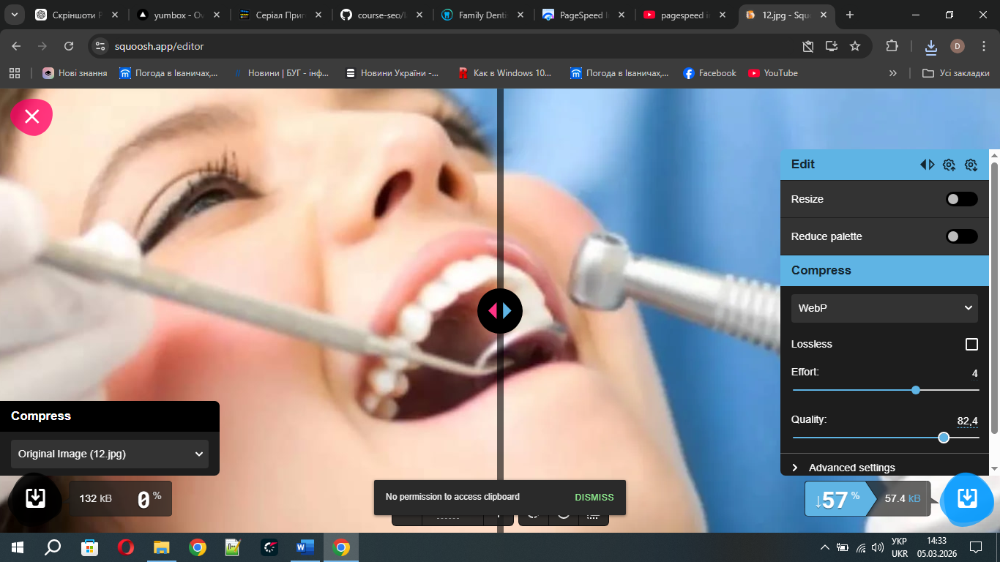 Скріншоти P
yumbox - Ov
Серіал Приг
course-seo/l
Family Denti
PageSpeed I
pagespeed i
12.jpg - Squ
squoosh.app/editor
D
Нові знання
Погода в Іваничах,...
Новини | БУГ - інф...
Новини України -...
Как в Windows 10...
Погода в Іваничах,...
Facebook
YouTube
Усі закладки
Edit
Resize
Reduce palette
Compress
WebP
Lossless
Effort:
4
Quality:
82,4
Advanced settings
Compress
Original Image (12.jpg)
132 kB
0 %
No permission to access clipboard
DISMISS
↓57 %
57.4 kB
УКР
UKR
14:33
05.03.2026